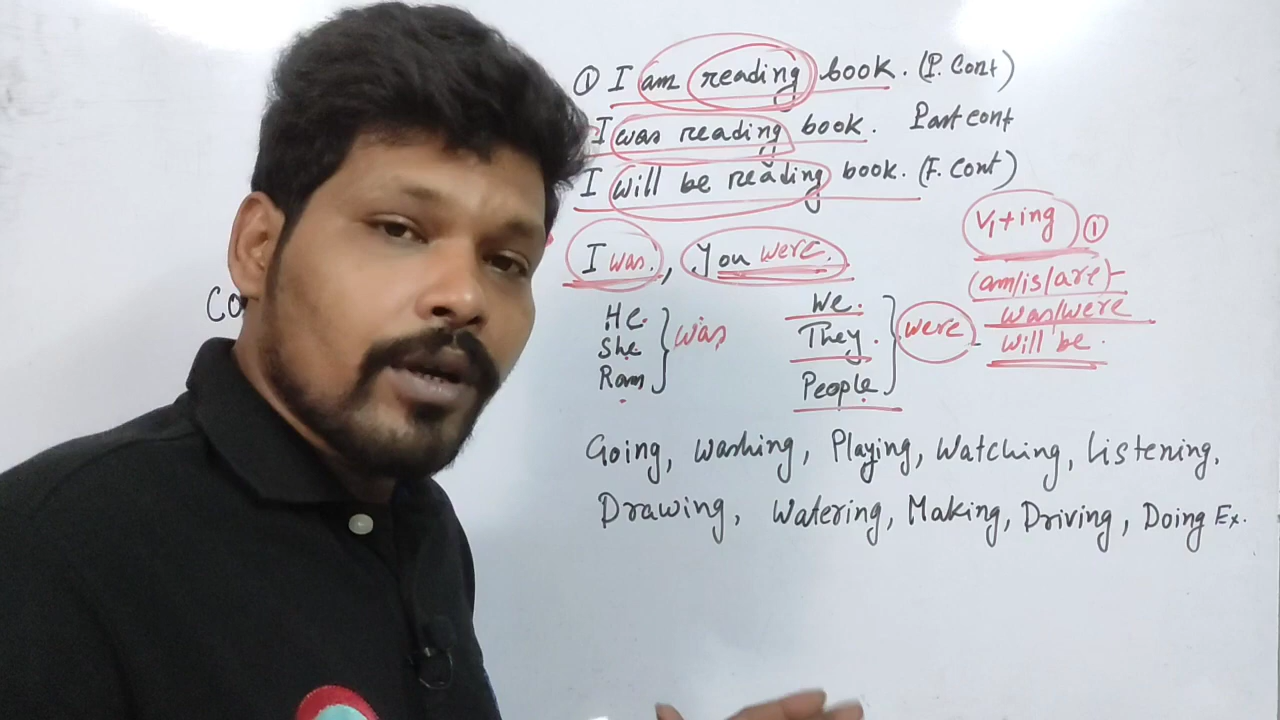 ① I am reading book. (P. Cont)
I was reading book. Past cont
I will be reading book. (F. Cont)
V₁+ing ①
I was., You were.
(am/is/are)-
was/were
will be.
He. She Ram } was
We. They. People } were -
Co
Going, Washing, Playing, Watching, Listening,
Drawing, Watering, Making, Driving, Doing Ex.